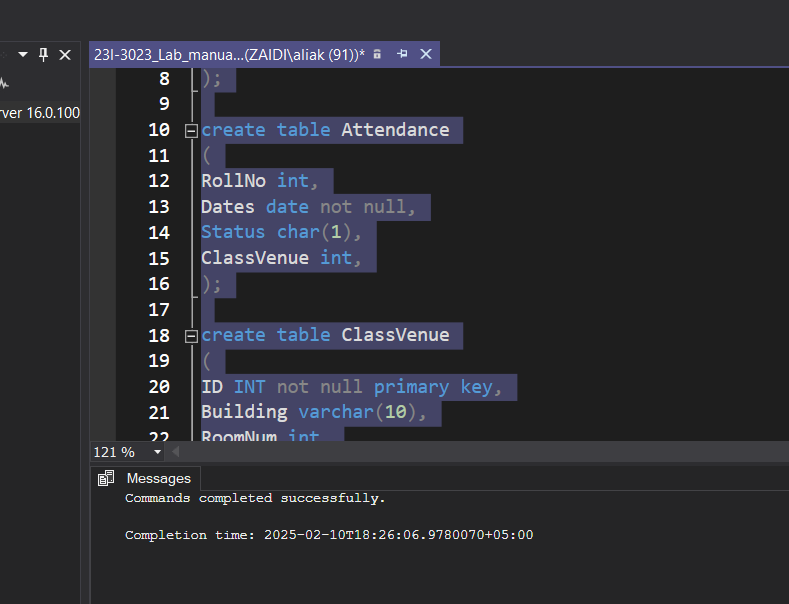 23I-3023_Lab_manua...(ZAIDI\aliak (91))*
rver 16.0.100
8 );
9
10 create table Attendance
11 (
12 RollNo int,
13 Dates date not null,
14 Status char(1),
15 ClassVenue int,
16 );
17
18 create table ClassVenue
19 (
20 ID INT not null primary key,
21 Building varchar(10),
22 RoomNum int
121 %
Messages
Commands completed successfully.
Completion time: 2025-02-10T18:26:06.9780070+05:00